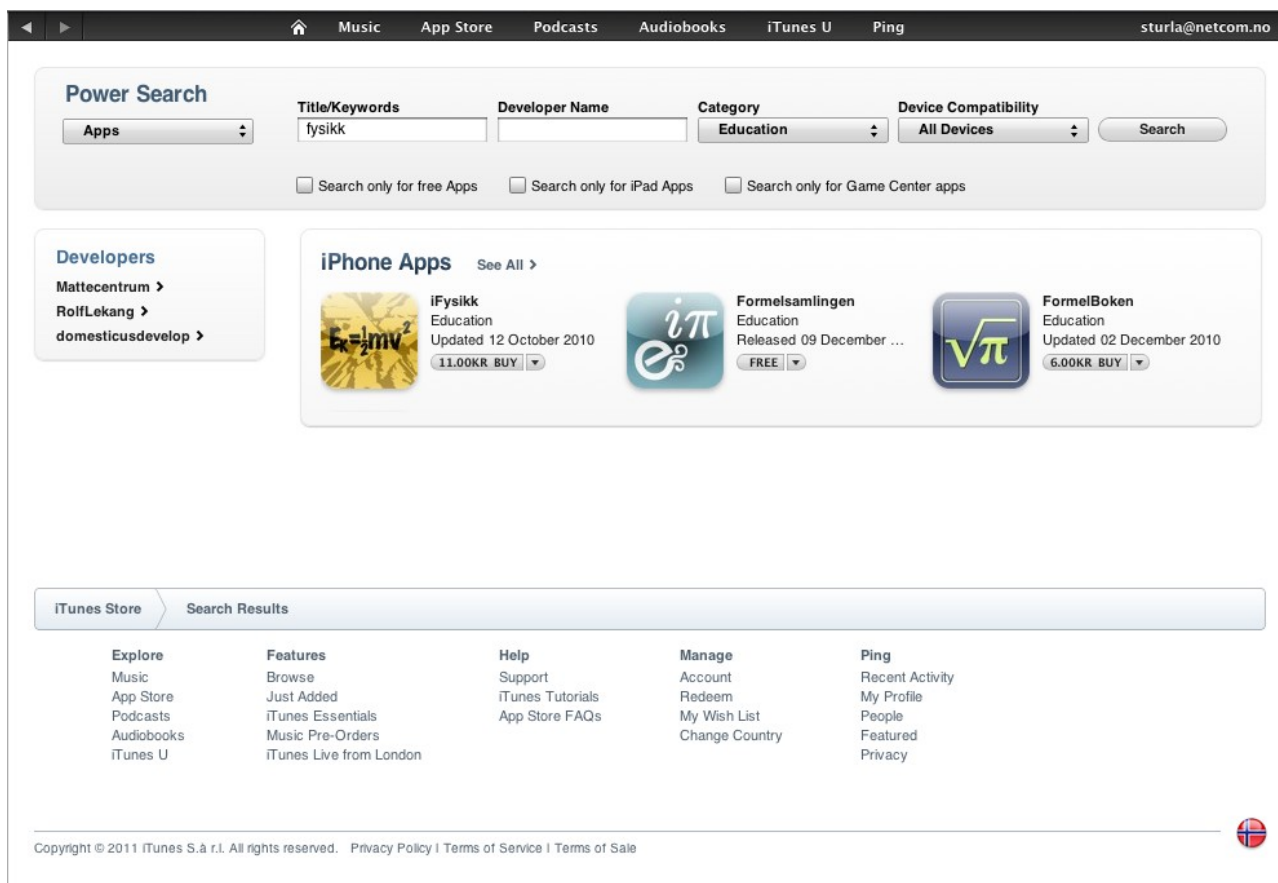 Music App Store Podcasts Audiobooks iTunes U Ping sturla@netcom.no
Power Search
Apps
Title/Keywords Developer Name Category Device Compatibility
fysikk Education All Devices Search
Search only for free Apps Search only for iPad Apps Search only for Game Center apps
Developers
Mattecentrum
RolfLekang
domesticusdevelop
iPhone Apps See All
Eₖ=½mv²
iFysikk
Education
Updated 12 October 2010
11.00KR BUY
iπ
e
Formelsamlingen
Education
Released 09 December ...
FREE
√π
FormelBoken
Education
Updated 02 December 2010
6.00KR BUY
iTunes Store Search Results
Explore
Music
App Store
Podcasts
Audiobooks
iTunes U
Features
Browse
Just Added
iTunes Essentials
Music Pre-Orders
iTunes Live from London
Help
Support
iTunes Tutorials
App Store FAQs
Manage
Account
Redeem
My Wish List
Change Country
Ping
Recent Activity
My Profile
People
Featured
Privacy
Copyright © 2011 iTunes S.à r.l. All rights reserved. Privacy Policy | Terms of Service | Terms of Sale